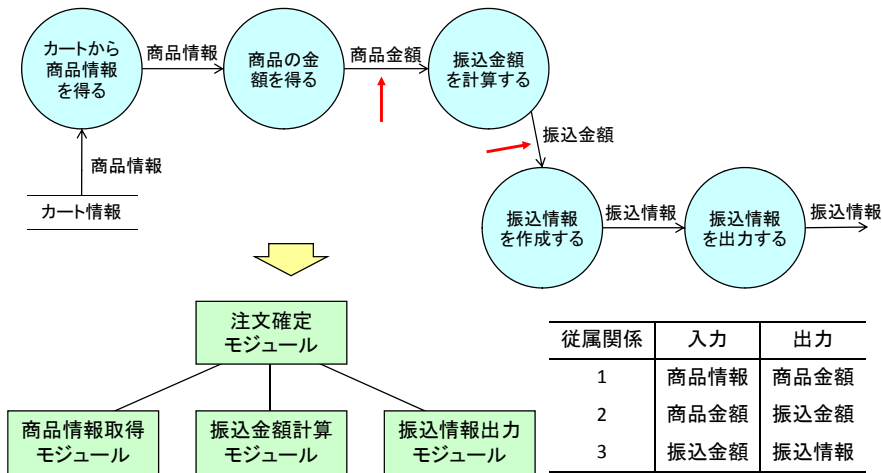 カートから
商品情報
を得る
商品情報
商品の金
額を得る
商品金額
振込金額
を計算する
振込金額
商品情報
カート情報
振込情報
を作成する
振込情報
振込情報
を出力する
振込情報
注文確定
モジュール
商品情報取得
モジュール
振込金額計算
モジュール
振込情報出力
モジュール
従属関係 入力 出力
1 商品情報 商品金額
2 商品金額 振込金額
3 振込金額 振込情報